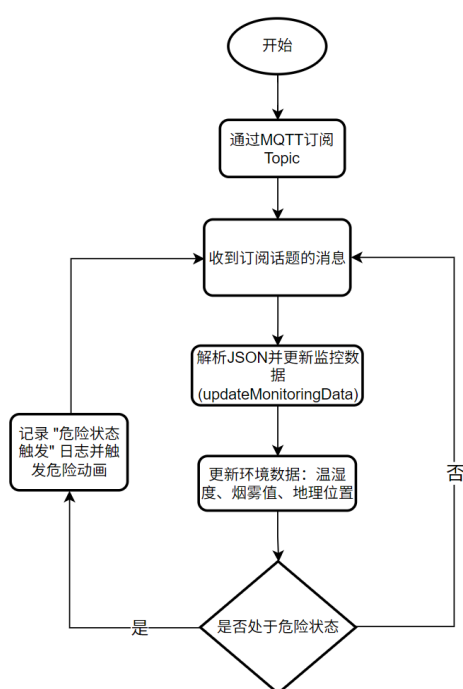 开始
通过MQTT订阅
Topic
收到订阅话题的消息
解析JSON并更新监控数
据
(updateMonitoringData)
记录 "危险状态
触发" 日志并触
发危险动画
更新环境数据：温湿
度、烟雾值、地理位置
否
是
是否处于危险状态